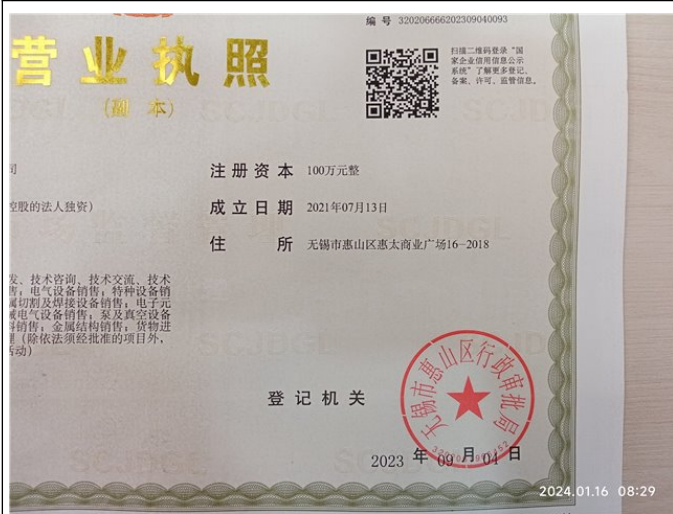 编 号 320206666202309040093
营业执照
(副 本)
扫描二维码登录“国
家企业信用信息公示
系统”了解更多登记、
备案、许可、监管信息。
司
注册资本 100万元整
空股的法人独资)
成立日期 2021年07月13日
住 所 无锡市惠山区惠太商业广场16-2018
发、技术咨询、技术交流、技术
售；电气设备销售；特种设备销
属切割及焊接设备销售；电子元
械电气设备销售；泵及真空设备
料销售；金属结构销售；货物进
(除依法须经批准的项目外，
活动)
登记机关
无锡市惠山区行政审批局
2023 年 09 月 04 日
2024.01.16 08:29